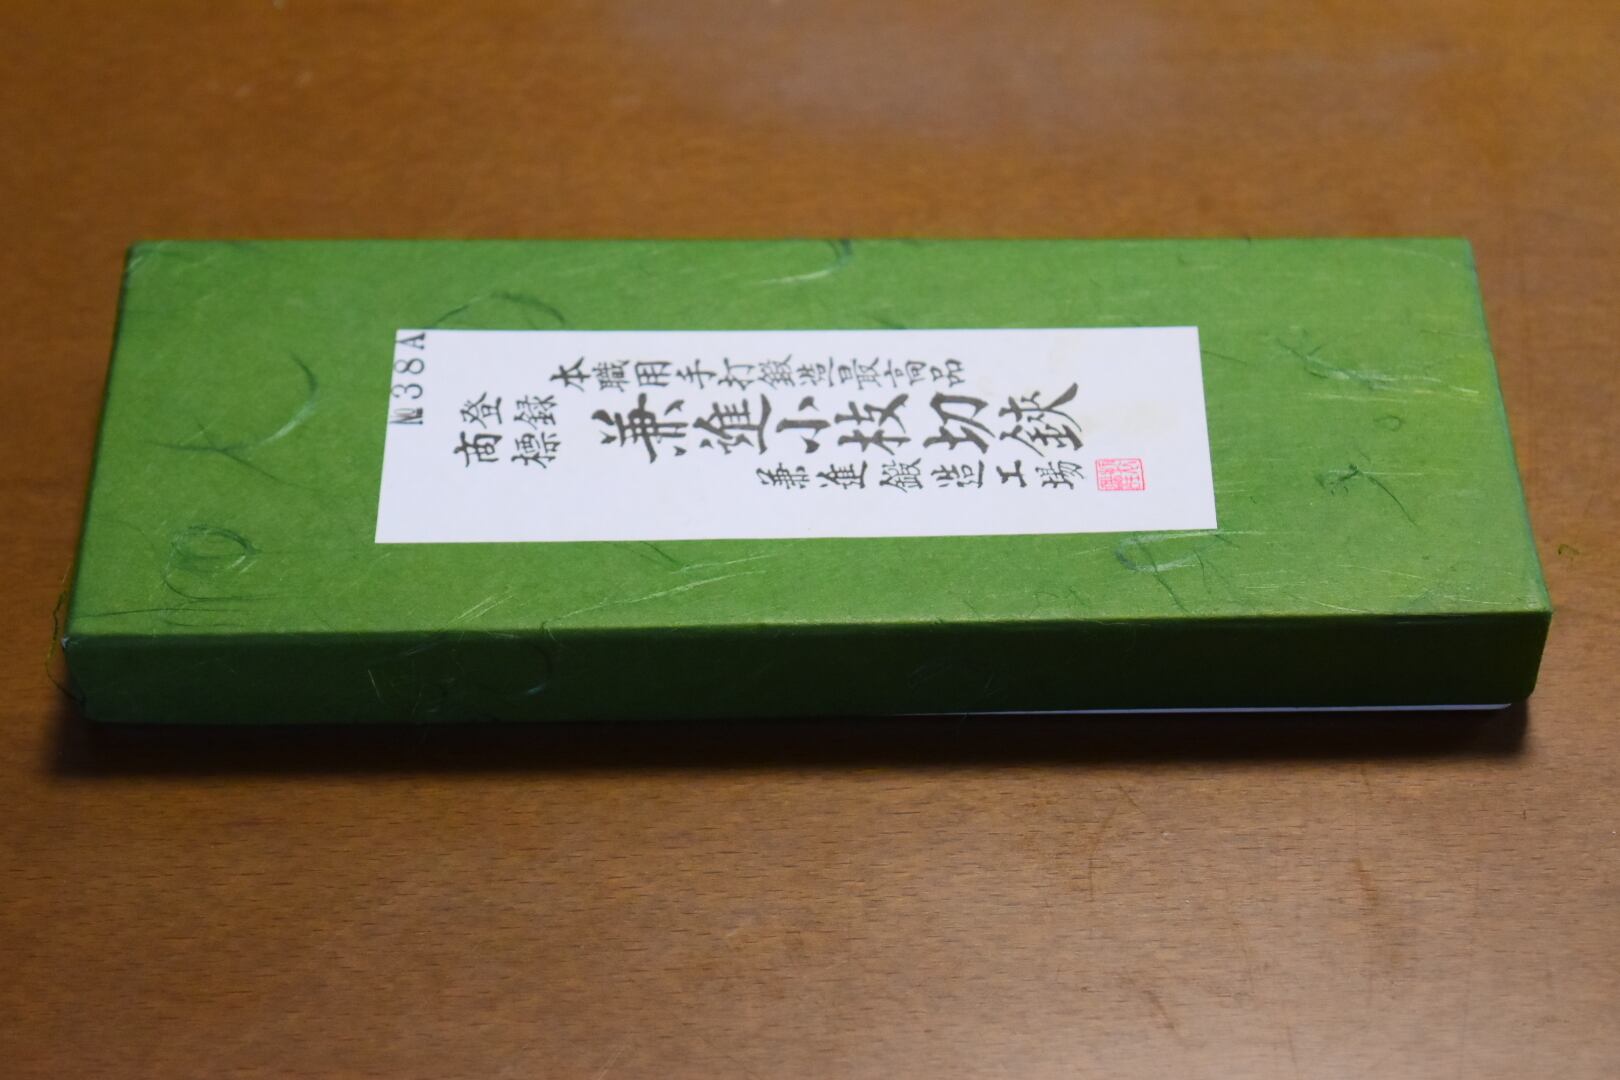 №38A
本職用手打鍛造最高品
登録
商標
兼進小枝切鋏
兼進鍛造工場